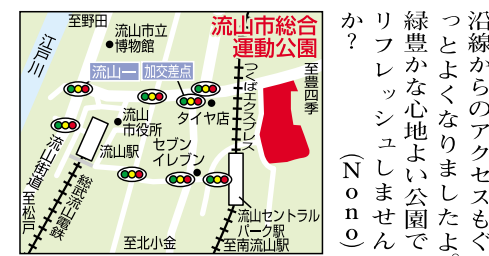 沿線からのアクセスもぐ
っとよくなりましたよ。
緑豊かな心地よい公園で
リフレッシュしません
か？　（Ｎｏｎｏ）
至野田
流山市立
博物館
流山市総合
運動公園
江戸川
流山一
加交差点
つくばエクスプレス
至豊四季
タイヤ店
流山
市役所
流山駅
セブン
イレブン
流山街道
総武流山電鉄
至松戸
流山セントラル
パーク駅
至北小金
至南流山駅